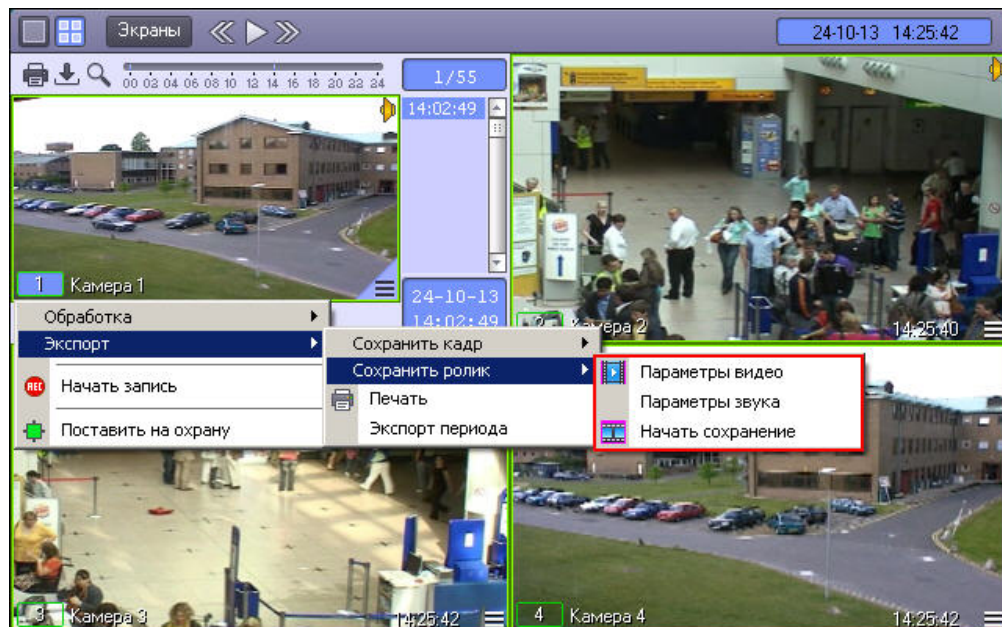 Экраны
24-10-13 14:25:42
00 02 04 06 08 10 12 14 16 18 20 22 24
1/55
14:02:49
1 Камера 1
24-10-13
14:02:49
2 Камера 2
14:25:40
Обработка
Экспорт
Начать запись
Поставить на охрану
REC
Сохранить кадр
Сохранить ролик
Печать
Экспорт периода
Параметры видео
Параметры звука
Начать сохранение
3 Камера 3
14:25:42
4 Камера 4
14:25:42